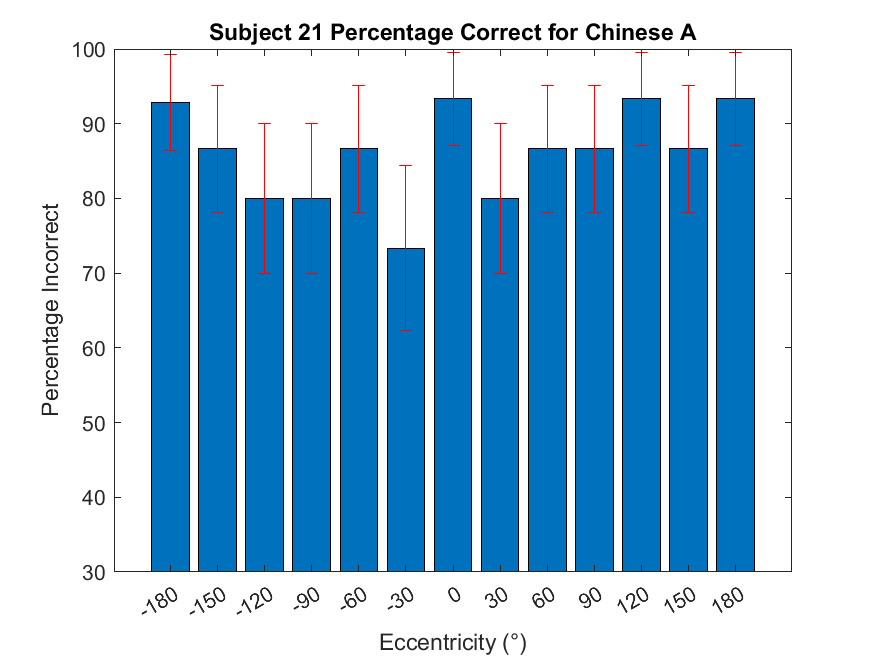 Subject 21 Percentage Correct for Chinese A
100
90
80
70
60
50
40
30
Percentage Incorrect
-180 -150 -120 -90 -60 -30 0 30 60 90 120 150 180
Eccentricity (°)